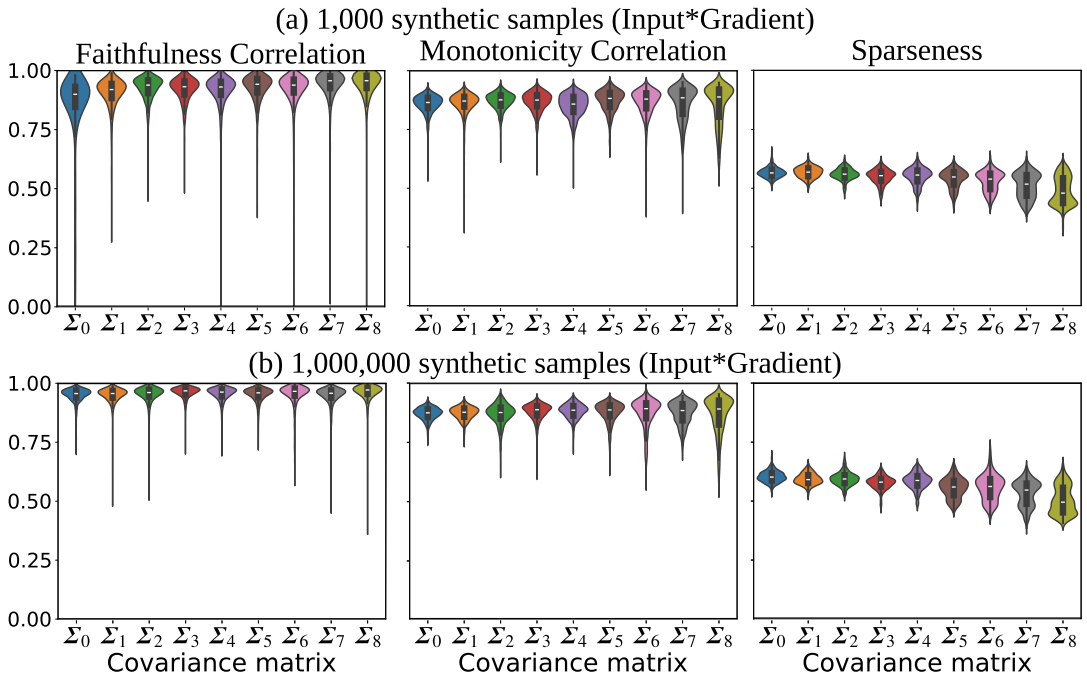 (a) 1,000 synthetic samples (Input*Gradient)
Faithfulness Correlation Monotonicity Correlation Sparseness
1.00
0.75
0.50
0.25
0.00
Σ0 Σ1 Σ2 Σ3 Σ4 Σ5 Σ6 Σ7 Σ8 Σ0 Σ1 Σ2 Σ3 Σ4 Σ5 Σ6 Σ7 Σ8 Σ0 Σ1 Σ2 Σ3 Σ4 Σ5 Σ6 Σ7 Σ8
(b) 1,000,000 synthetic samples (Input*Gradient)
1.00
0.75
0.50
0.25
0.00
Σ0 Σ1 Σ2 Σ3 Σ4 Σ5 Σ6 Σ7 Σ8 Σ0 Σ1 Σ2 Σ3 Σ4 Σ5 Σ6 Σ7 Σ8 Σ0 Σ1 Σ2 Σ3 Σ4 Σ5 Σ6 Σ7 Σ8
Covariance matrix Covariance matrix Covariance matrix